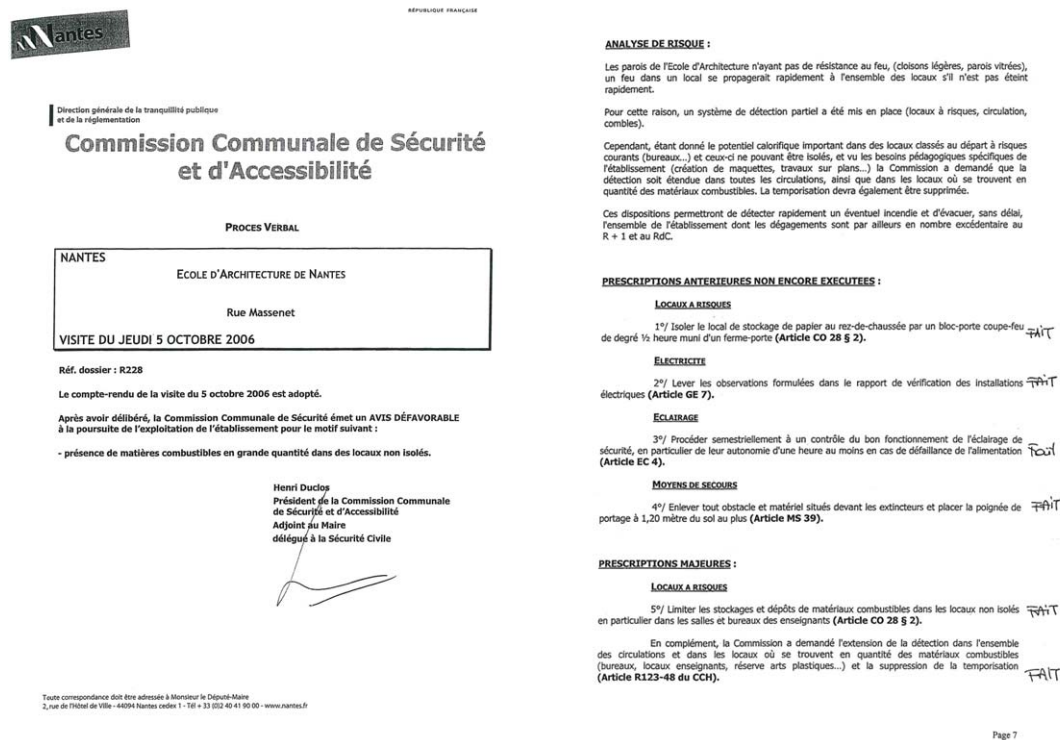 RÉPUBLIQUE FRANÇAISE
Nantes
Direction générale de la tranquillité publique
et de la réglementation
Commission Communale de Sécurité
et d'Accessibilité
PROCES VERBAL
NANTES
ECOLE D'ARCHITECTURE DE NANTES
Rue Massenet
VISITE DU JEUDI 5 OCTOBRE 2006
Réf. dossier : R228
Le compte-rendu de la visite du 5 octobre 2006 est adopté.
Après avoir délibéré, la Commission Communale de Sécurité émet un AVIS DÉFAVORABLE
à la poursuite de l'exploitation de l'établissement pour le motif suivant :
- présence de matières combustibles en grande quantité dans des locaux non isolés.
Henri Duclos
Président de la Commission Communale
de Sécurité et d'Accessibilité
Adjoint au Maire
délégué à la Sécurité Civile
Toute correspondance doit être adressée à Monsieur le Député-Maire
2, rue de l'Hôtel de Ville - 44094 Nantes cedex 1 - Tél + 33 (0)2 40 41 90 00 - www.nantes.fr
ANALYSE DE RISQUE :
Les parois de l'Ecole d'Architecture n'ayant pas de résistance au feu, (cloisons légères, parois vitrées),
un feu dans un local se propagerait rapidement à l'ensemble des locaux s'il n'est pas éteint
rapidement.
Pour cette raison, un système de détection partiel a été mis en place (locaux à risques, circulation,
combles).
Cependant, étant donné le potentiel calorifique important dans des locaux classés au départ à risques
courants (bureaux...) et ceux-ci ne pouvant être isolés, et vu les besoins pédagogiques spécifiques de
l'établissement (création de maquettes, travaux sur plans...) la Commission a demandé que la
détection soit étendue dans toutes les circulations, ainsi que dans les locaux où se trouvent en
quantité des matériaux combustibles. La temporisation devra également être supprimée.
Ces dispositions permettront de détecter rapidement un éventuel incendie et d'évacuer, sans délai,
l'ensemble de l'établissement dont les dégagements sont par ailleurs en nombre excédentaire au
R + 1 et au RdC.
PRESCRIPTIONS ANTERIEURES NON ENCORE EXECUTEES :
LOCAUX A RISQUES
1°/ Isoler le local de stockage de papier au rez-de-chaussée par un bloc-porte coupe-feu FAIT
de degré ½ heure muni d'un ferme-porte (Article CO 28 § 2).
ELECTRICITE
2°/ Lever les observations formulées dans le rapport de vérification des installations FAIT
électriques (Article GE 7).
ECLAIRAGE
3°/ Procéder semestriellement à un contrôle du bon fonctionnement de l'éclairage de
sécurité, en particulier de leur autonomie d'une heure au moins en cas de défaillance de l'alimentation Fait
(Article EC 4).
MOYENS DE SECOURS
4°/ Enlever tout obstacle et matériel situés devant les extincteurs et placer la poignée de FAIT
portage à 1,20 mètre du sol au plus (Article MS 39).
PRESCRIPTIONS MAJEURES :
LOCAUX A RISQUES
5°/ Limiter les stockages et dépôts de matériaux combustibles dans les locaux non isolés FAIT
en particulier dans les salles et bureaux des enseignants (Article CO 28 § 2).
En complément, la Commission a demandé l'extension de la détection dans l'ensemble
des circulations et dans les locaux où se trouvent en quantité des matériaux combustibles
(bureaux, locaux enseignants, réserve arts plastiques...) et la suppression de la temporisation
(Article R123-48 du CCH). FAIT
Page 7